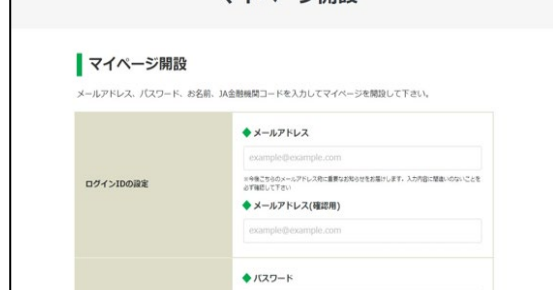 マイページ開設
マイページ開設
メールアドレス、パスワード、お名前、JA金融機関コードを入力してマイページを開設して下さい。
ログインIDの設定
◆ メールアドレス
example@example.com
※今後こちらのメールアドレス宛に重要なお知らせをお届けします。入力内容に間違いのないことを
必ず確認して下さい
◆ メールアドレス(確認用)
example@example.com
◆ パスワード